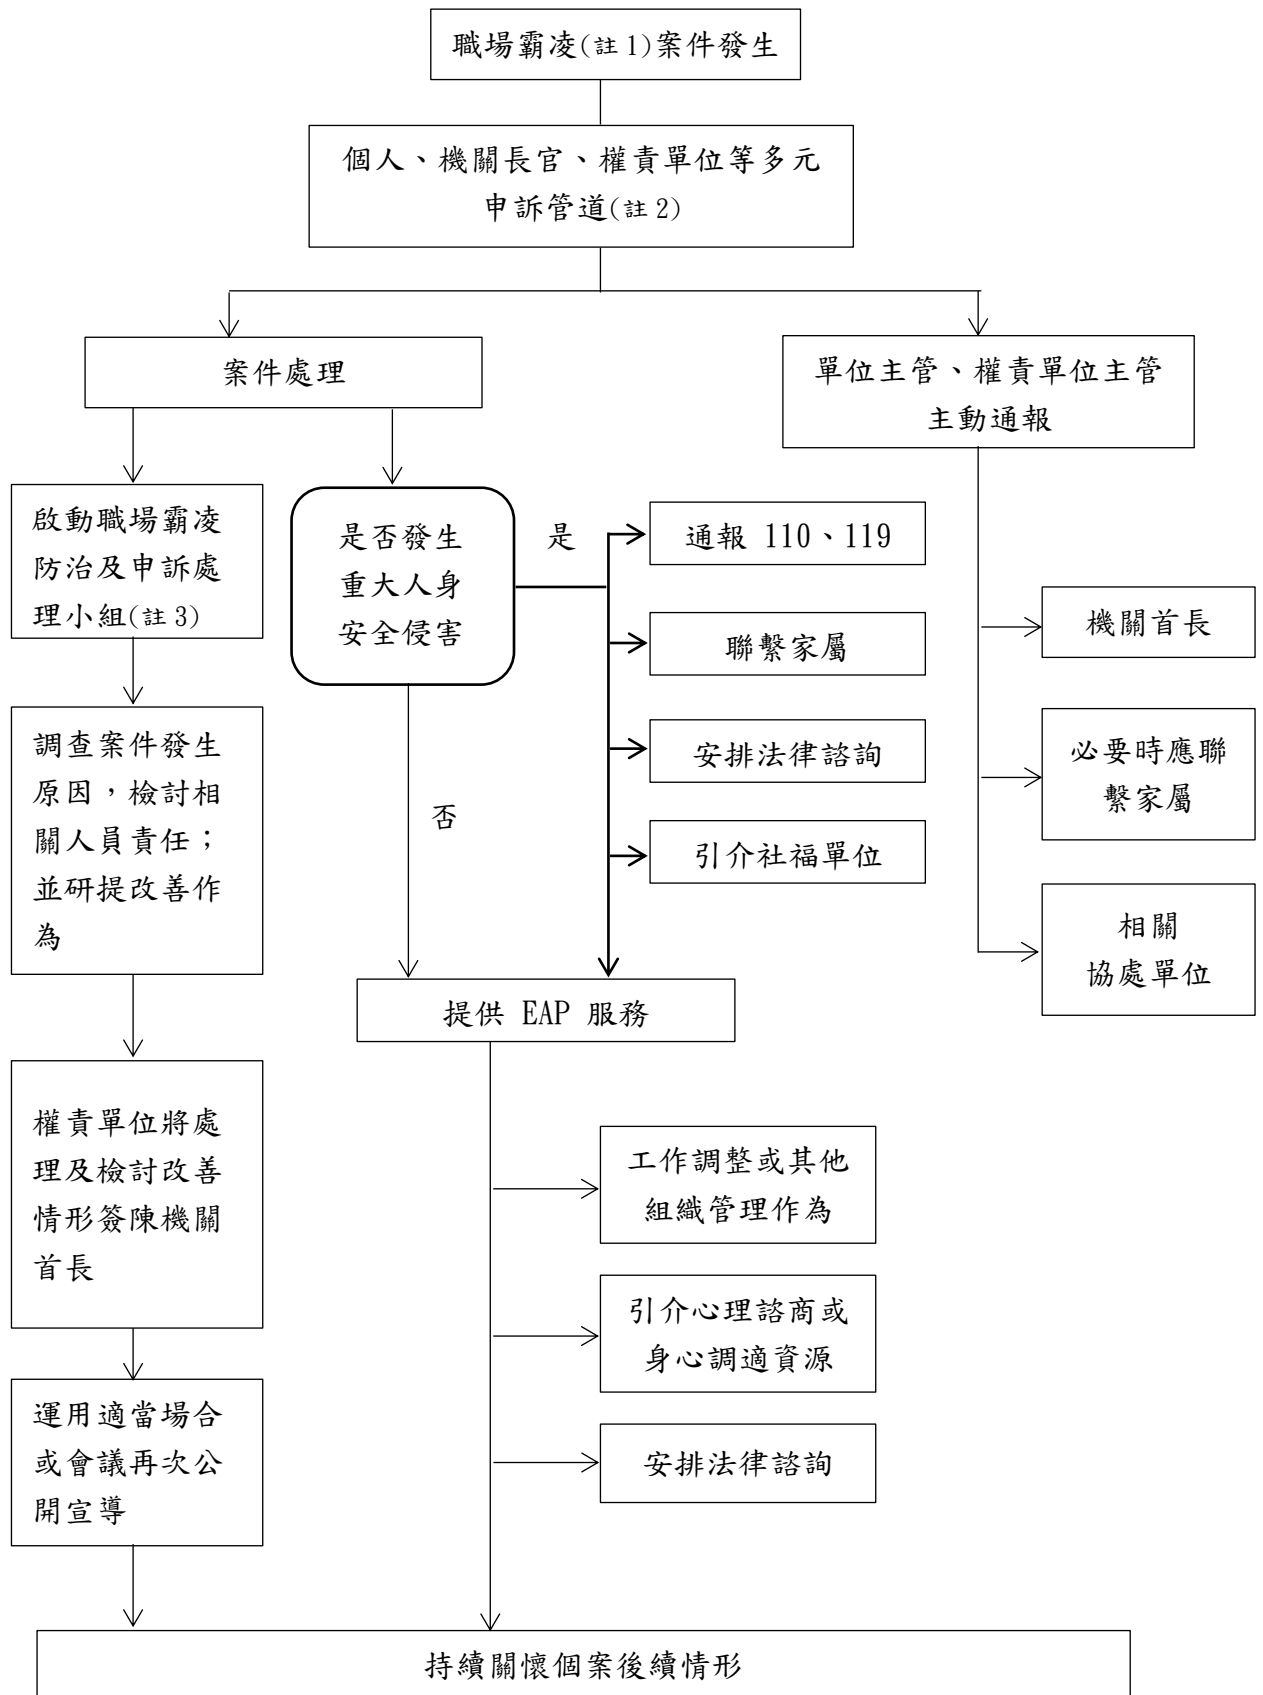 職場霸凌(註1)案件發生
個人、機關長官、權責單位等多元
申訴管道(註2)
案件處理
單位主管、權責單位主管
主動通報
啟動職場霸凌
防治及申訴處
理小組(註3)
是否發生
重大人身
安全侵害
是
通報 110、119
聯繫家屬
安排法律諮詢
引介社福單位
否
機關首長
必要時應聯
繫家屬
相關
協處單位
調查案件發生
原因，檢討相
關人員責任；
並研提改善作
為
提供 EAP 服務
權責單位將處
理及檢討改善
情形簽陳機關
首長
工作調整或其他
組織管理作為
引介心理諮商或
身心調適資源
安排法律諮詢
運用適當場合
或會議再次公
開宣導
持續關懷個案後續情形